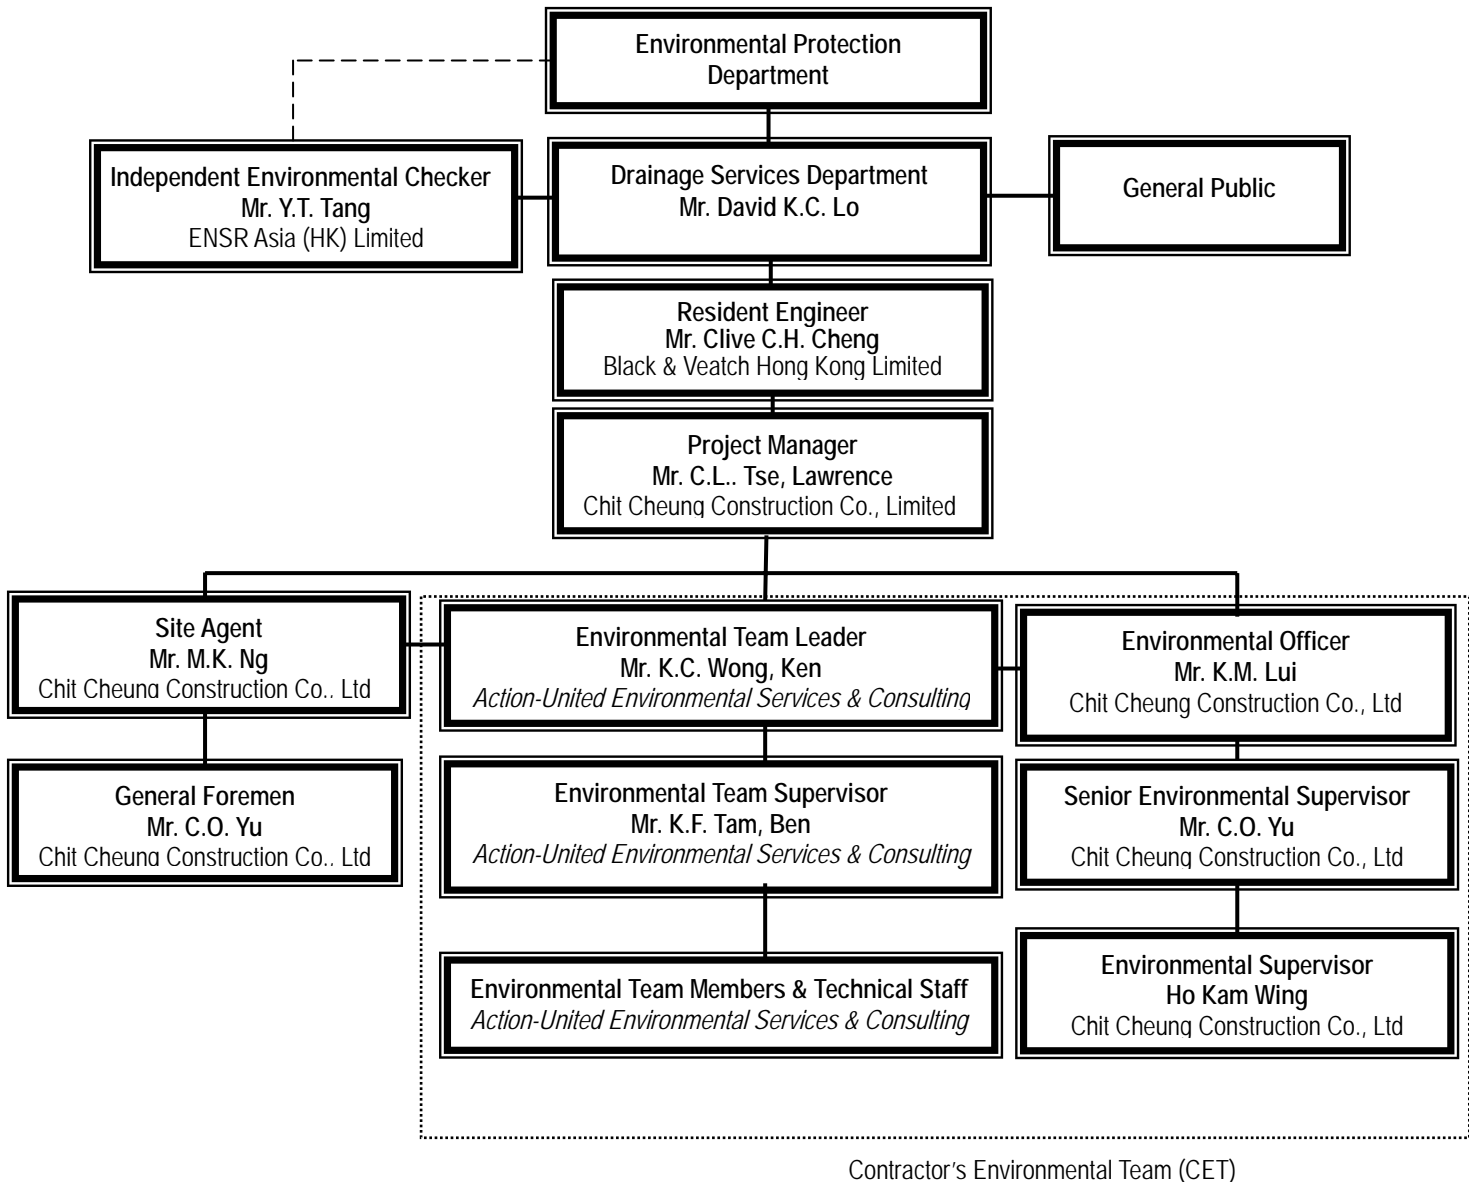 Environmental Protection
Department
Independent Environmental Checker
Mr. Y.T. Tang
ENSR Asia (HK) Limited
Drainage Services Department
Mr. David K.C. Lo
General Public
Resident Engineer
Mr. Clive C.H. Cheng
Black & Veatch Hong Kong Limited
Project Manager
Mr. C.L.. Tse, Lawrence
Chit Cheung Construction Co., Limited
Site Agent
Mr. M.K. Ng
Chit Cheung Construction Co., Ltd
Environmental Team Leader
Mr. K.C. Wong, Ken
Action-United Environmental Services & Consulting
Environmental Officer
Mr. K.M. Lui
Chit Cheung Construction Co., Ltd
General Foremen
Mr. C.O. Yu
Chit Cheung Construction Co., Ltd
Environmental Team Supervisor
Mr. K.F. Tam, Ben
Action-United Environmental Services & Consulting
Senior Environmental Supervisor
Mr. C.O. Yu
Chit Cheung Construction Co., Ltd
Environmental Team Members & Technical Staff
Action-United Environmental Services & Consulting
Environmental Supervisor
Ho Kam Wing
Chit Cheung Construction Co., Ltd
Contractor's Environmental Team (CET)